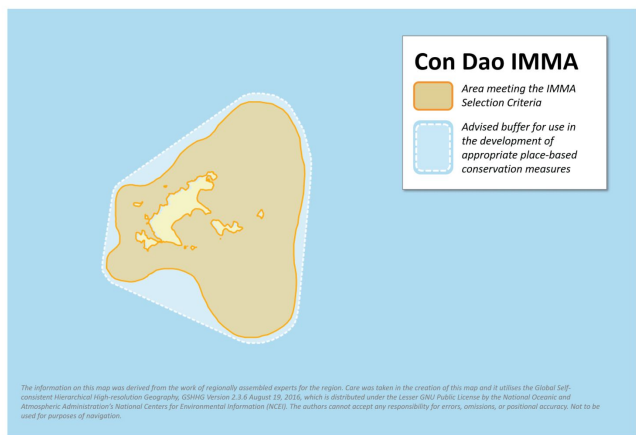 Con Dao IMMA
Area meeting the IMMA
Selection Criteria
Advised buffer for use in
the development of
appropriate place-based
conservation measures
The information on this map was derived from the work of regionally assembled experts for the region. Care was taken in the creation of this map and it utilises the Global Self-
consistent Hierarchical High-resolution Geography, GSHHG Version 2.3.6 August 19, 2016, which is distributed under the Lesser GNU Public License by the National Oceanic and
Atmospheric Administration's National Centers for Environmental Information (NCEI). The authors cannot accept any responsibility for errors, omissions, or positional accuracy. Not to be
used for purposes of navigation.